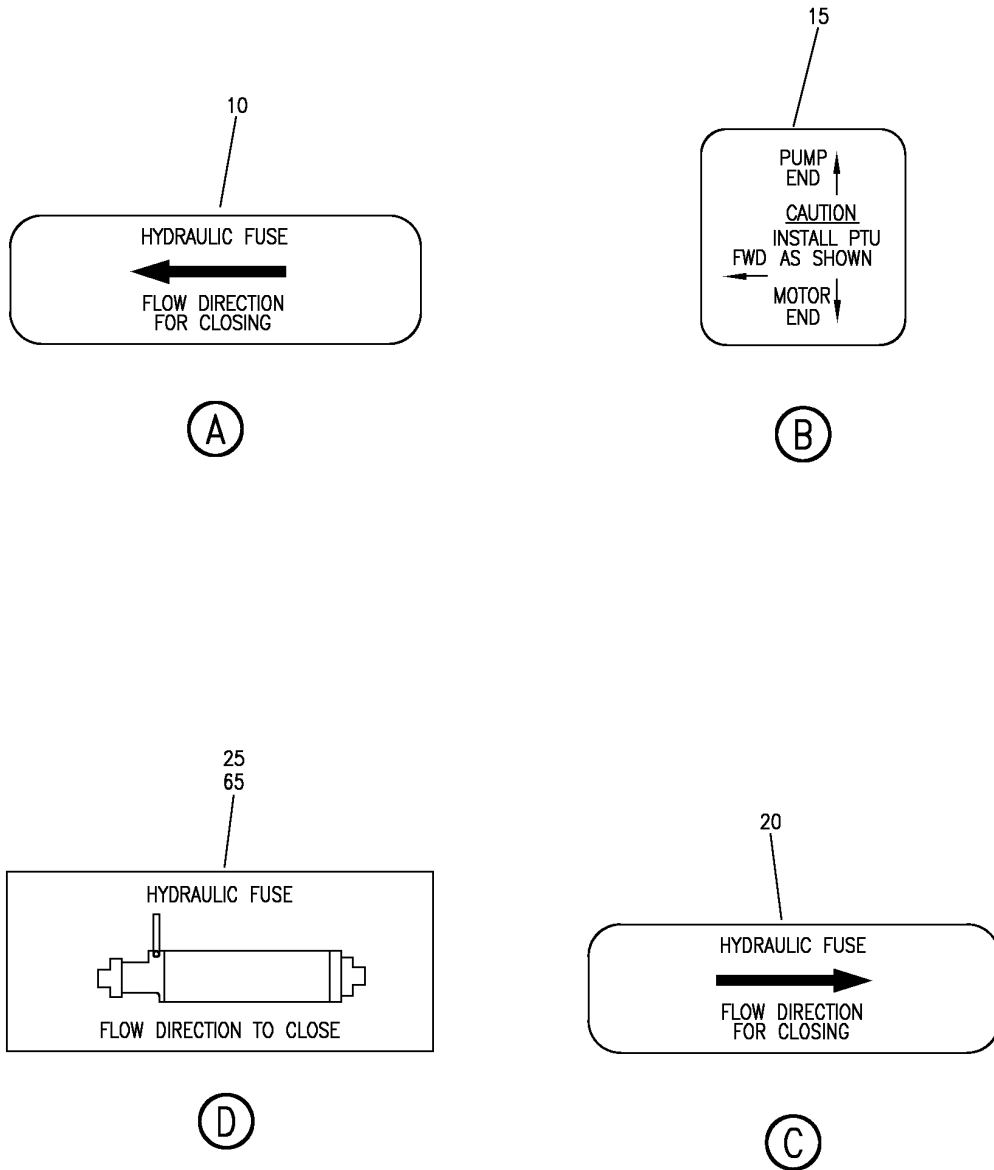 10
HYDRAULIC FUSE
FLOW DIRECTION
FOR CLOSING
A
15
PUMP
END
CAUTION
INSTALL PTU
FWD AS SHOWN
MOTOR
END
B
25
65
HYDRAULIC FUSE
FLOW DIRECTION TO CLOSE
D
20
HYDRAULIC FUSE
FLOW DIRECTION
FOR CLOSING
C